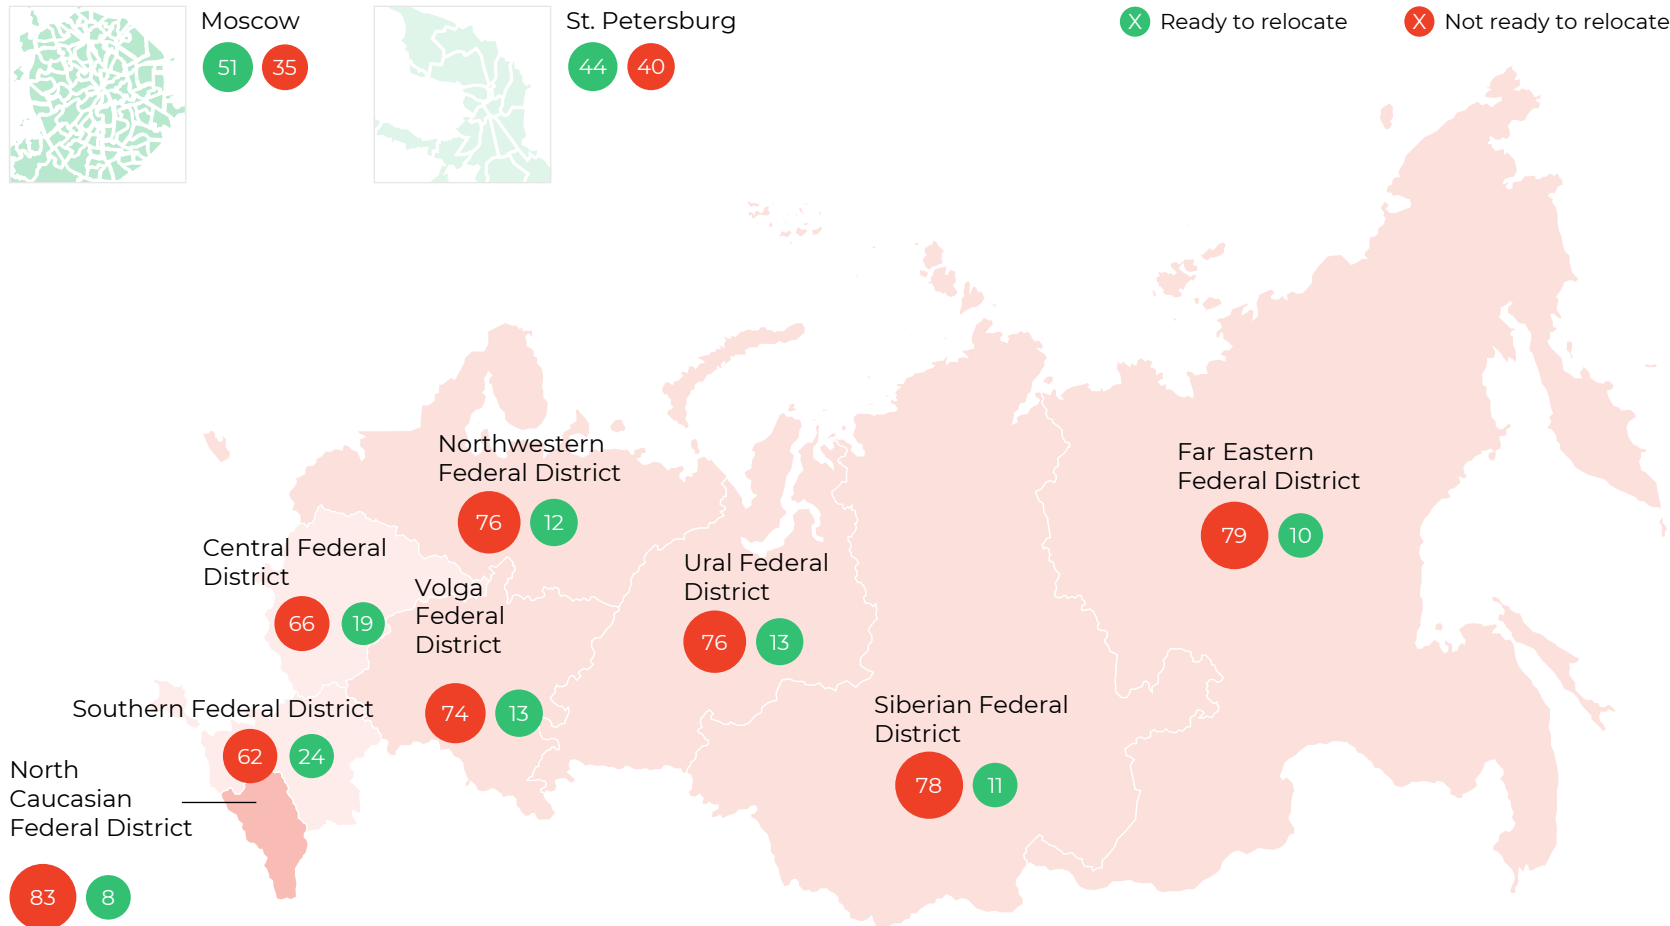 Moscow
51 35
St. Petersburg
44 40
X Ready to relocate
X Not ready to relocate
Northwestern
Federal District
76 12
Far Eastern
Federal District
79 10
Central Federal
District
66 19
Volga
Federal
District
74 13
Ural Federal
District
76 13
Southern Federal District
62 24
Siberian Federal
District
78 11
North
Caucasian
Federal District
83 8